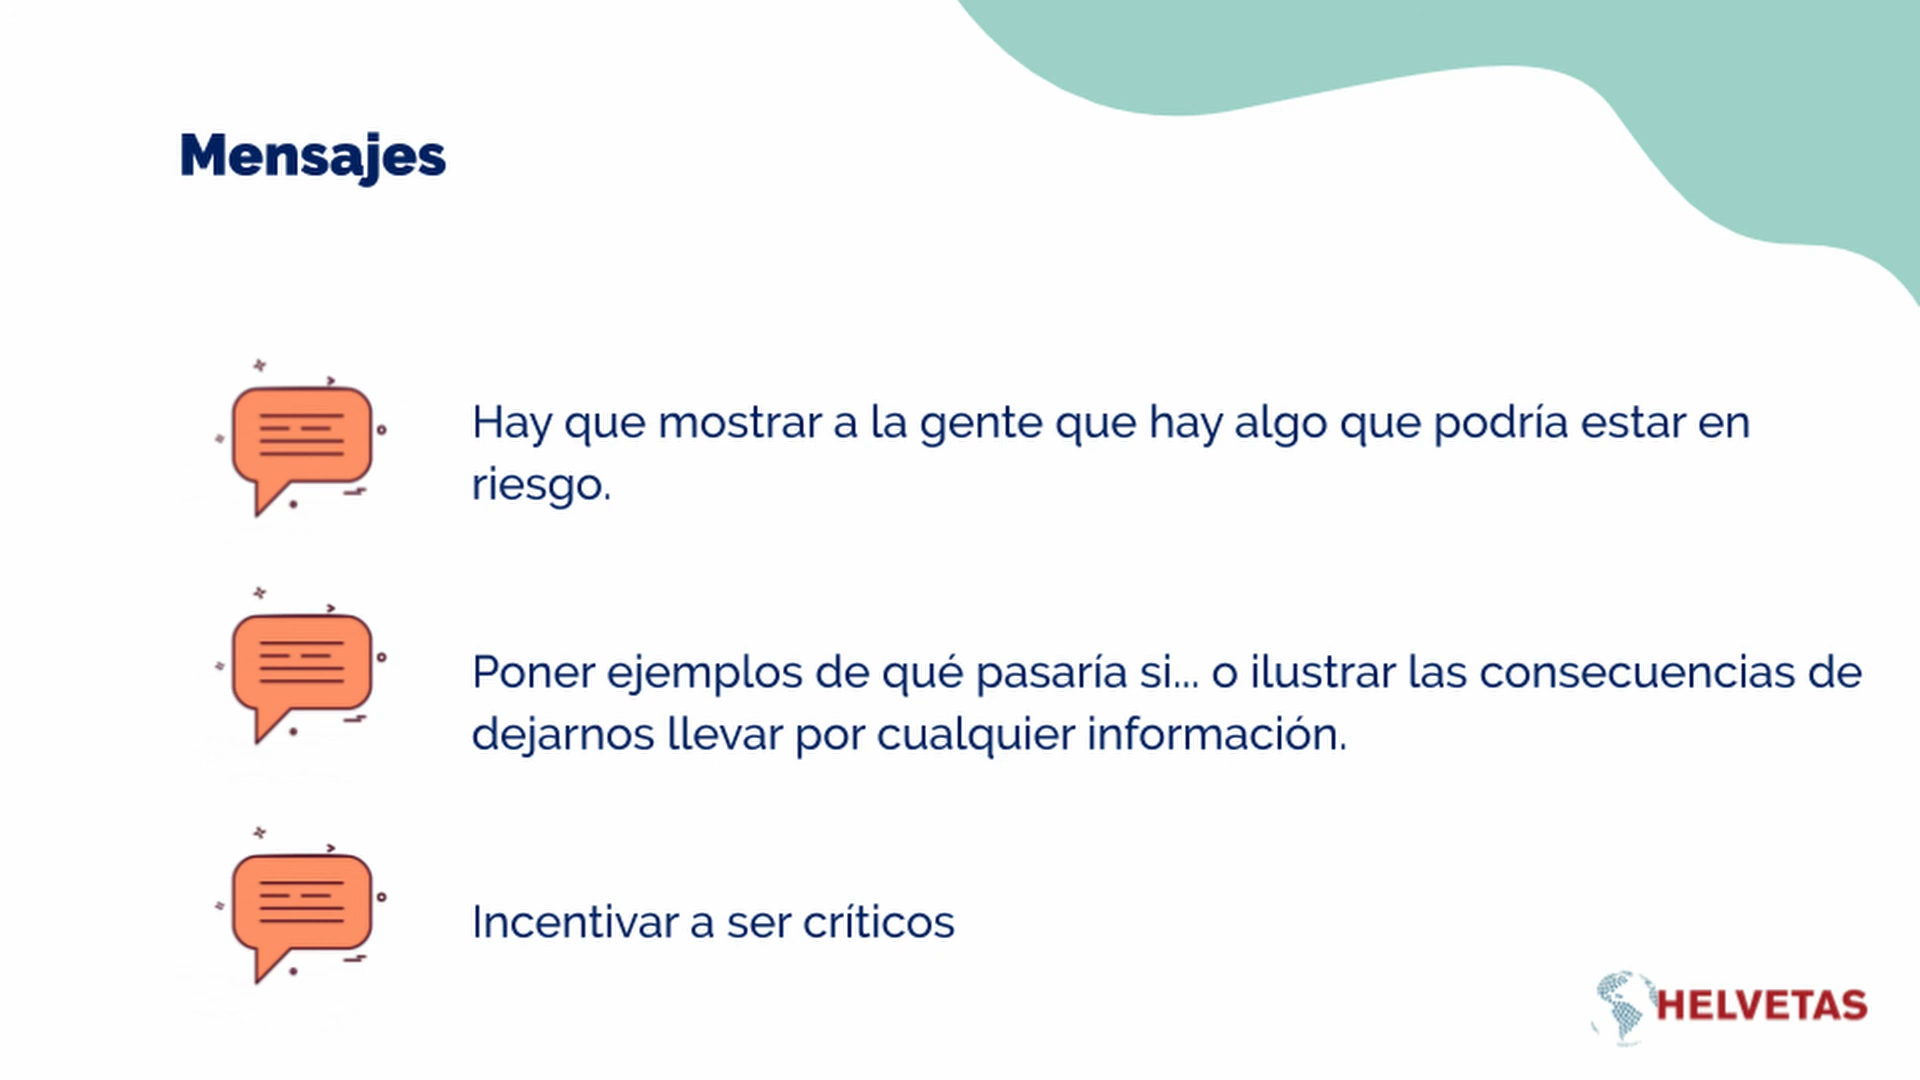 Mensajes
Hay que mostrar a la gente que hay algo que podría estar en
riesgo.
Poner ejemplos de qué pasaría si... o ilustrar las consecuencias de
dejarnos llevar por cualquier información.
Incentivar a ser críticos
HELVETAS